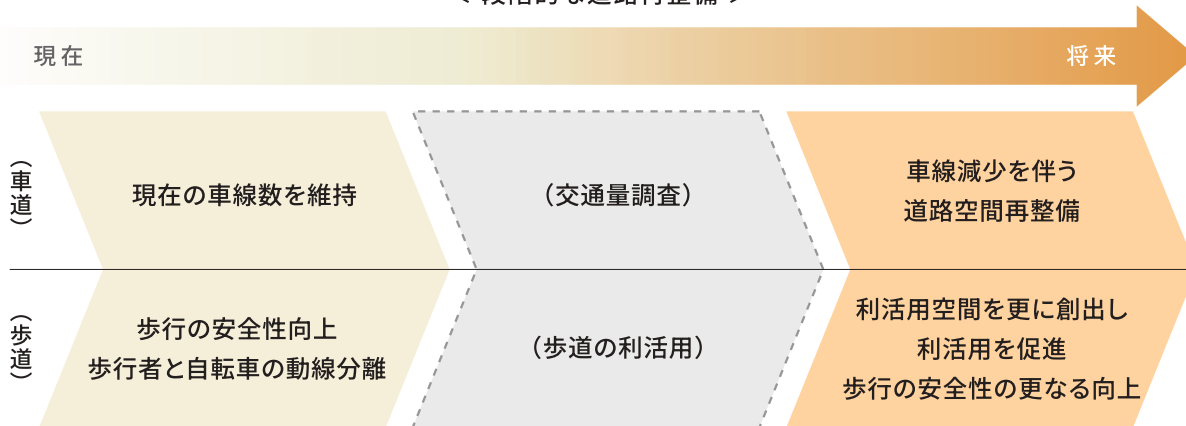 現在
将来
(車道)
現在の車線数を維持
(交通量調査)
車線減少を伴う
道路空間再整備
(歩道)
歩行の安全性向上
歩行者と自転車の動線分離
(歩道の利活用)
利活用空間を更に創出し
利活用を促進
歩行の安全性の更なる向上